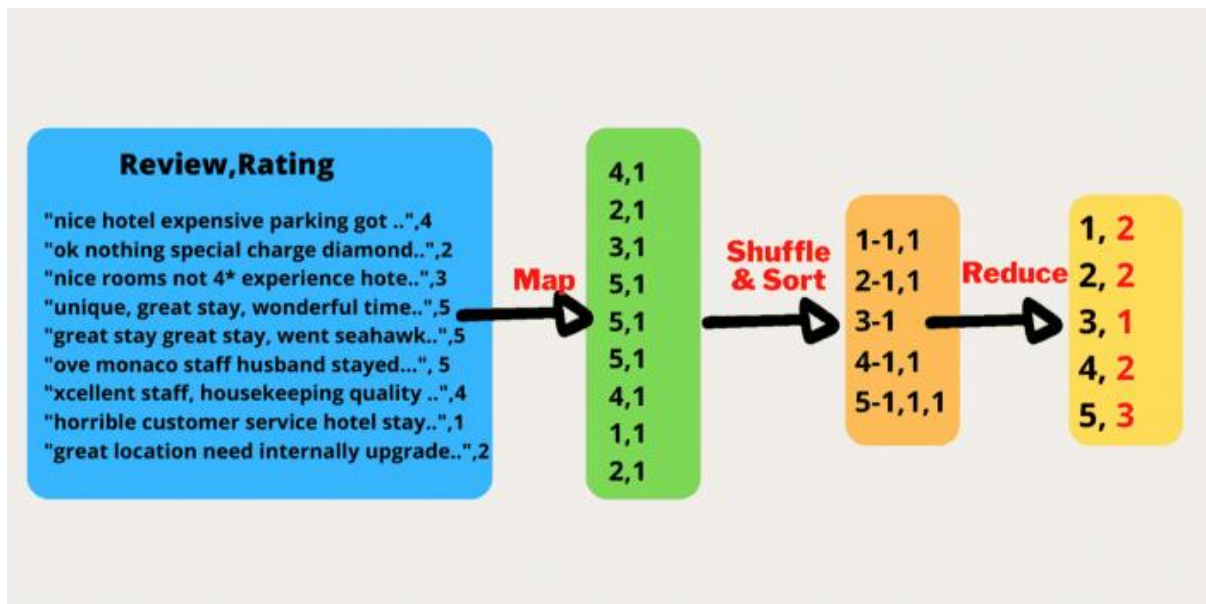 Review,Rating
"nice hotel expensive parking got ..",4
"ok nothing special charge diamond..",2
"nice rooms not 4* experience hote..",3
"unique, great stay, wonderful time..",5
"great stay great stay, went seahawk..",5
"ove monaco staff husband stayed...", 5
"xcellent staff, housekeeping quality ..",4
"horrible customer service hotel stay..",1
"great location need internally upgrade..",2
Map
4,1
2,1
3,1
5,1
5,1
5,1
4,1
1,1
2,1
Shuffle
& Sort
1-1,1
2-1,1
3-1
4-1,1
5-1,1,1
Reduce
1, 2
2, 2
3, 1
4, 2
5, 3